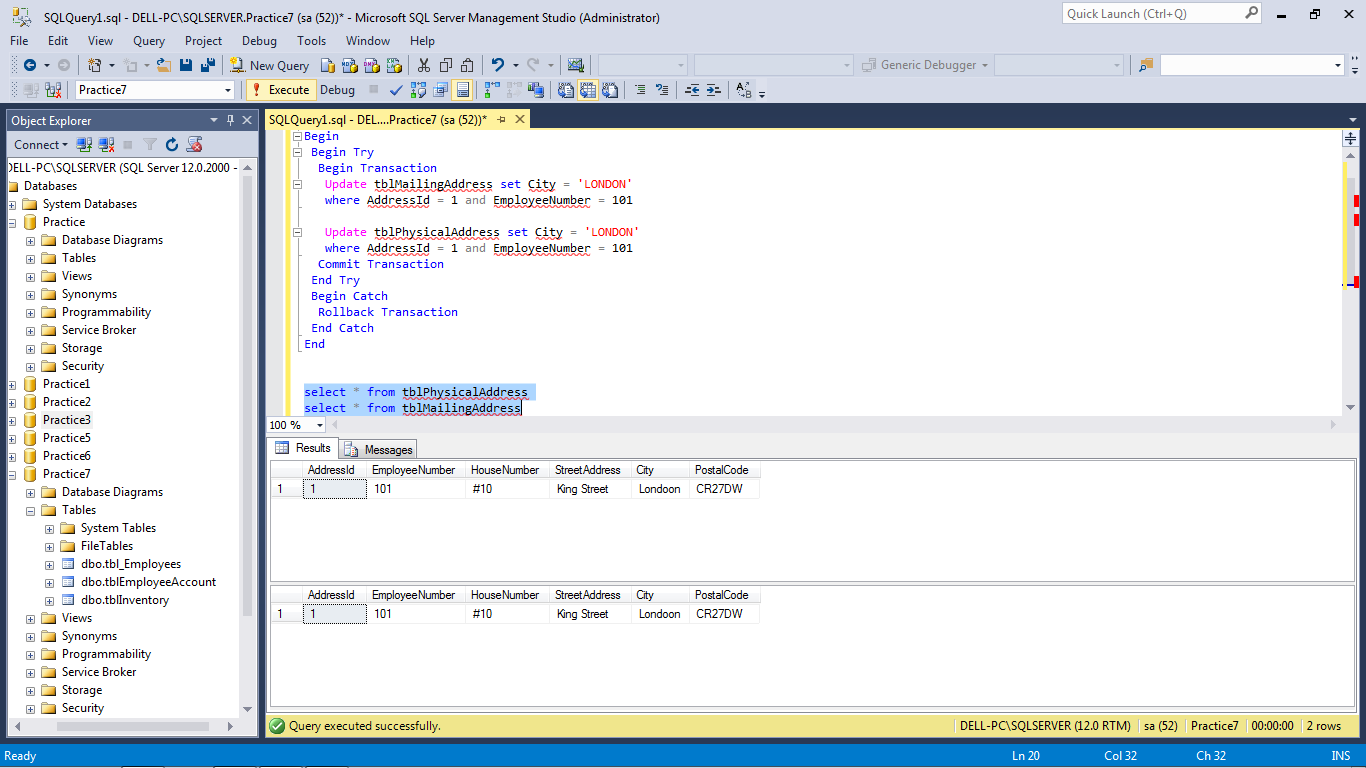 SQLQuery1.sql - DELL-PC\SQLSERVER.Practice7 (sa (52))* - Microsoft SQL Server Management Studio (Administrator)
Quick Launch (Ctrl+Q)
File Edit View Query Project Debug Tools Window Help
New Query Generic Debugger
Practice7 Execute Debug
Object Explorer
Connect
DELL-PC\SQLSERVER (SQL Server 12.0.2000 -
Databases
System Databases
Practice
Database Diagrams
Tables
Views
Synonyms
Programmability
Service Broker
Storage
Security
Practice1
Practice2
Practice3
Practice5
Practice6
Practice7
Database Diagrams
Tables
System Tables
FileTables
dbo.tbl_Employees
dbo.tblEmployeeAccount
dbo.tblInventory
Views
Synonyms
Programmability
Service Broker
Storage
Security
SQLQuery1.sql - DEL....Practice7 (sa (52))*
Begin
Begin Try
Begin Transaction
Update tblMailingAddress set City = 'LONDON'
where AddressId = 1 and EmployeeNumber = 101
Update tblPhysicalAddress set City = 'LONDON'
where AddressId = 1 and EmployeeNumber = 101
Commit Transaction
End Try
Begin Catch
Rollback Transaction
End Catch
End
select * from tblPhysicalAddress
select * from tblMailingAddress
100 %
Results Messages
AddressId EmployeeNumber HouseNumber StreetAddress City PostalCode
1 1 101 #10 King Street Londoon CR27DW
AddressId EmployeeNumber HouseNumber StreetAddress City PostalCode
1 1 101 #10 King Street Londoon CR27DW
Query executed successfully. DELL-PC\SQLSERVER (12.0 RTM) sa (52) Practice7 00:00:00 2 rows
Ready Ln 20 Col 32 Ch 32 INS